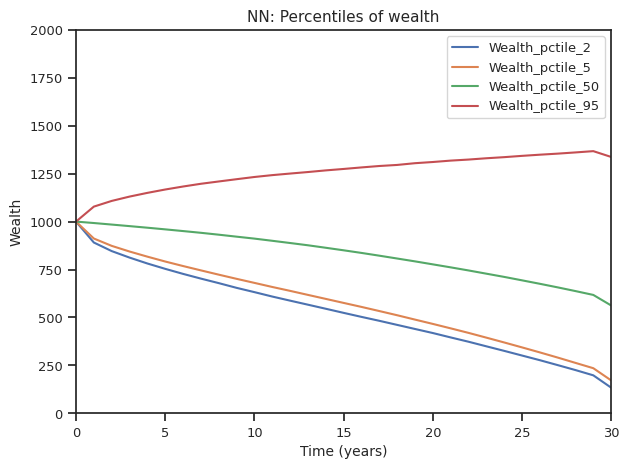 NN: Percentiles of wealth
Wealth_pctile_2
Wealth_pctile_5
Wealth_pctile_50
Wealth_pctile_95
Wealth
2000
1750
1500
1250
1000
750
500
250
0
0 5 10 15 20 25 30
Time (years)